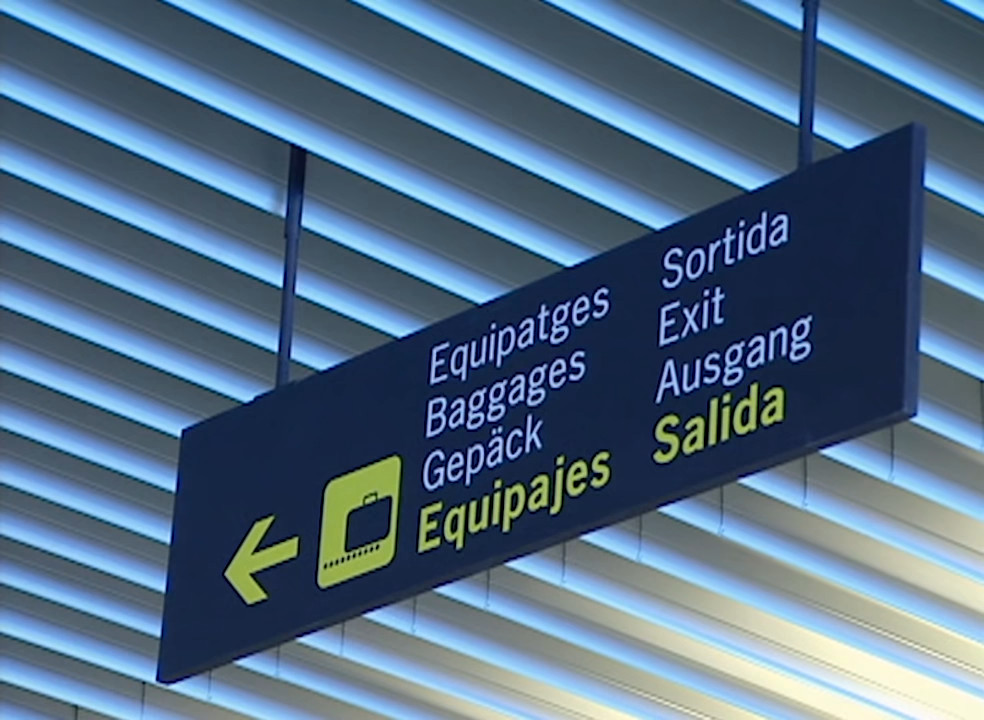 Equipatges
Baggages
Gepäck
Equipajes
Sortida
Exit
Ausgang
Salida